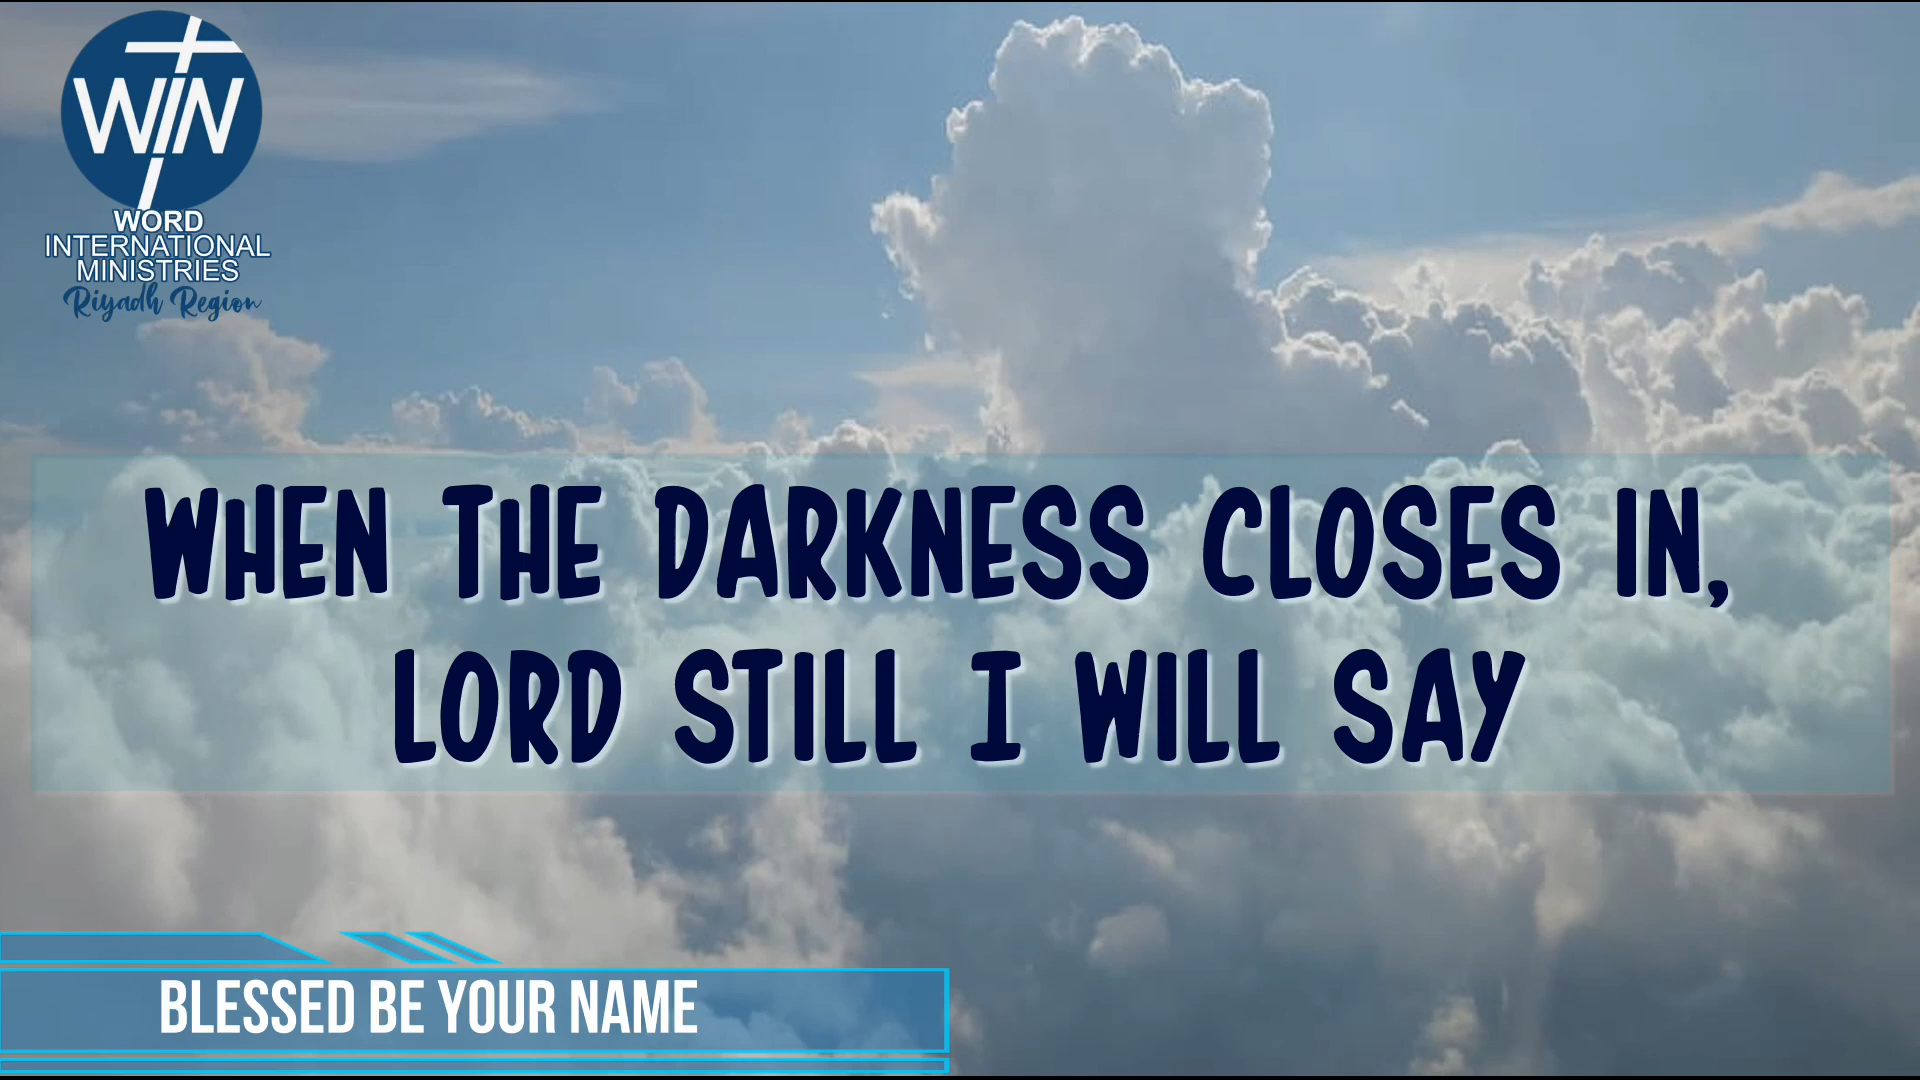 WIN
WORD
INTERNATIONAL
MINISTRIES
Riyadh Region
WHEN THE DARKNESS CLOSES IN,
LORD STILL I WILL SAY
BLESSED BE YOUR NAME